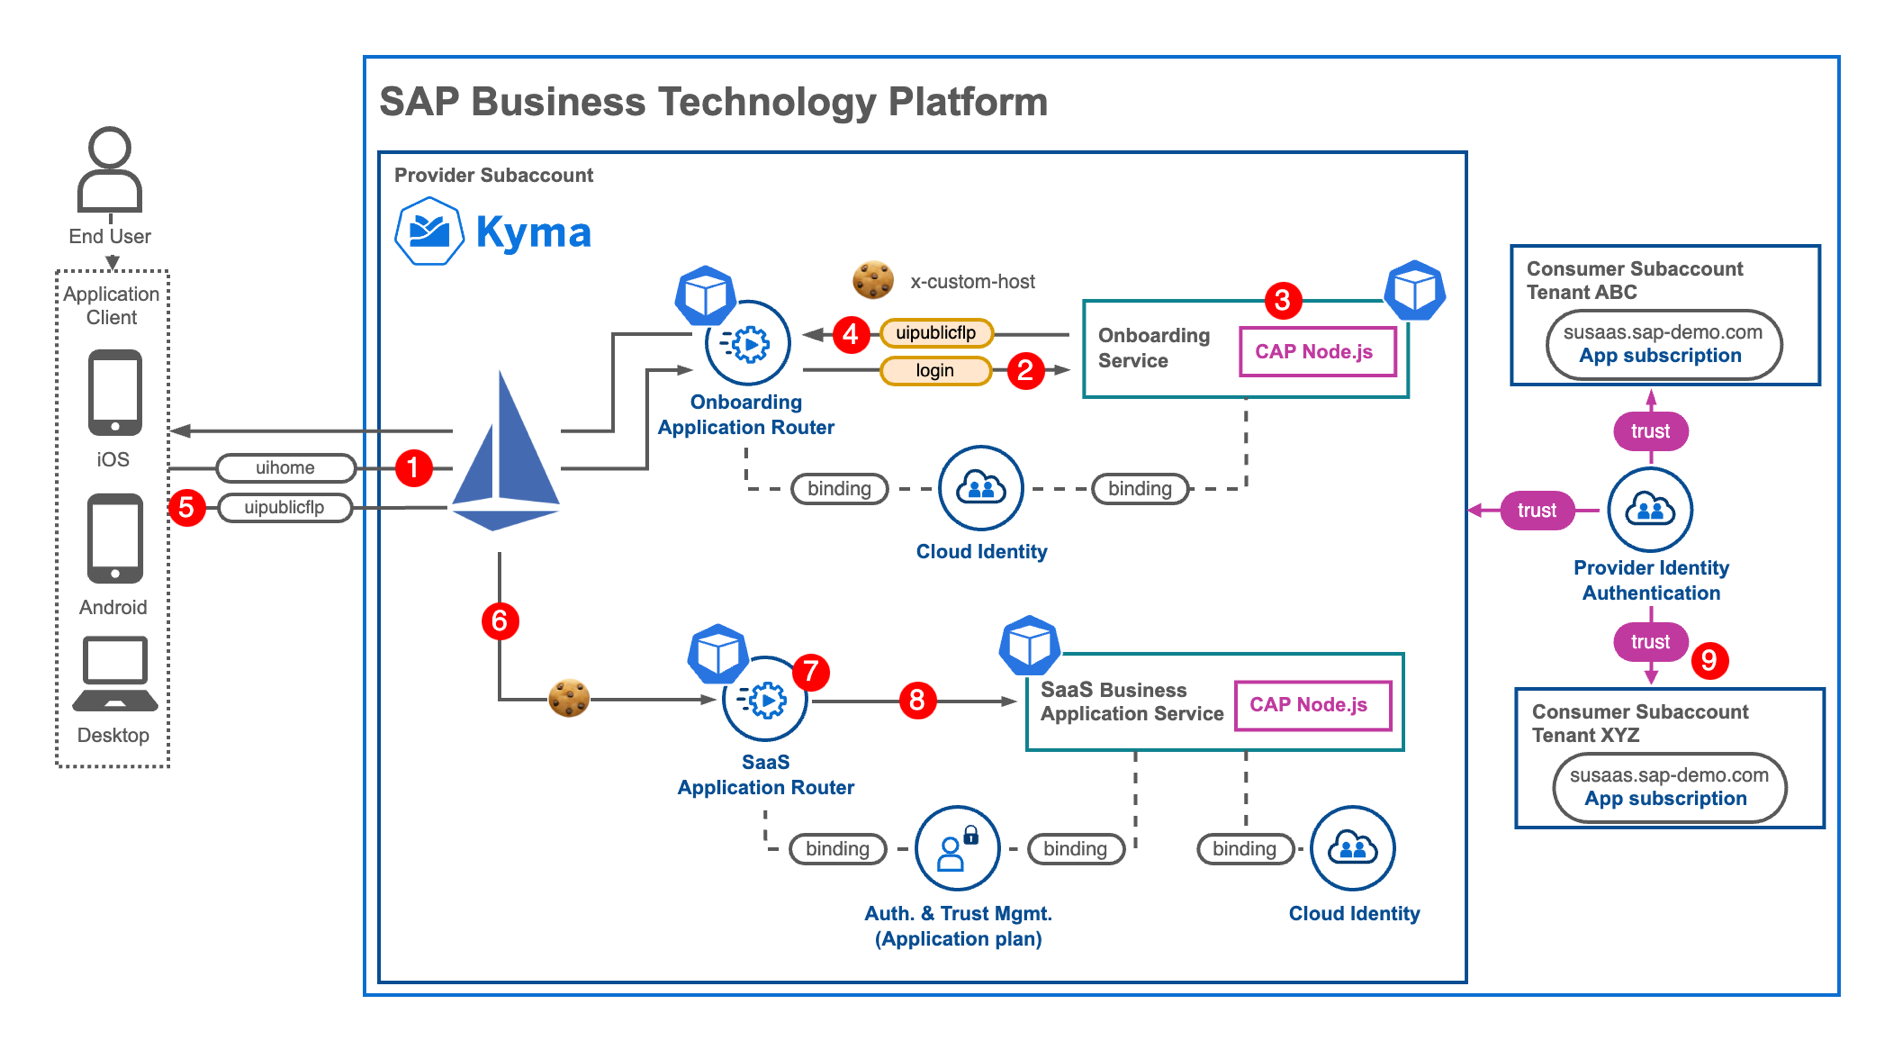 SAP Business Technology Platform
Provider Subaccount
Kyma
End User
Application
Client
iOS
Android
Desktop
uihome
1
5
uipublicflp
x-custom-host
4
uipublicflp
login
2
3
Onboarding
Service
CAP Node.js
Onboarding
Application Router
binding
binding
Cloud Identity
6
7
8
SaaS
Application Router
SaaS Business
Application Service
CAP Node.js
binding
binding
binding
Auth. & Trust Mgmt.
(Application plan)
Cloud Identity
Consumer Subaccount
Tenant ABC
susaas.sap-demo.com
App subscription
trust
trust
Provider Identity
Authentication
trust
9
Consumer Subaccount
Tenant XYZ
susaas.sap-demo.com
App subscription